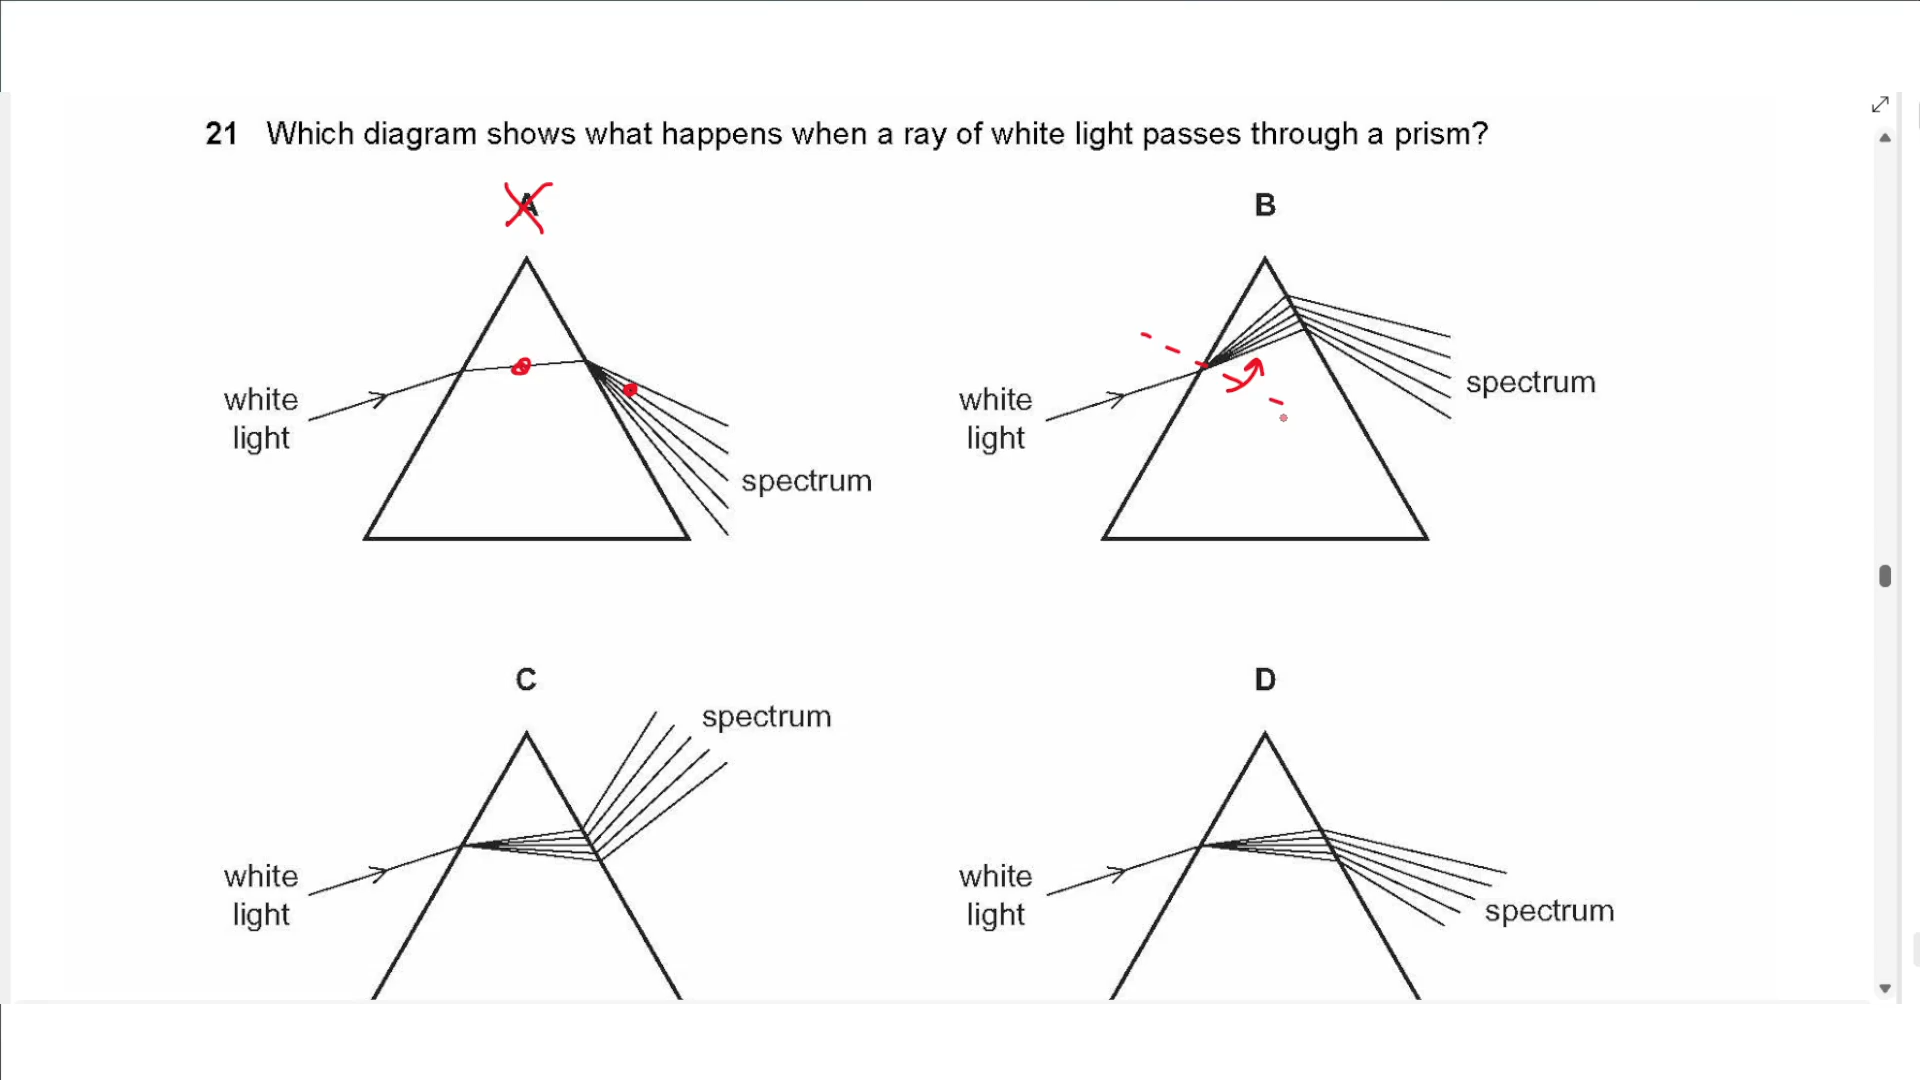 21 Which diagram shows what happens when a ray of white light passes through a prism?
A
B
white
light
spectrum
white
light
spectrum
C
D
white
light
spectrum
white
light
spectrum